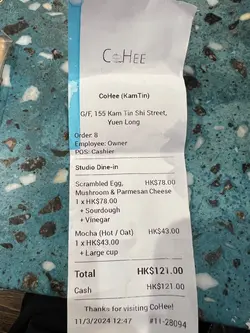 CoHEE
CoHee (KamTin)
G/F, 155 Kam Tin Shi Street,
Yuen Long
Order: 8
Employee: Owner
POS: Cashier
Studio Dine-in
Scrambled Egg, HK$78.00
Mushroom & Parmesan Cheese
1 x HK$78.00
+ Sourdough
+ Vinegar
Mocha (Hot / Oat) HK$43.00
1 x HK$43.00
+ Large cup
Total HK$121.00
Cash HK$121.00
Thanks for visiting CoHee!
11/3/2024 12:47 #11-28094